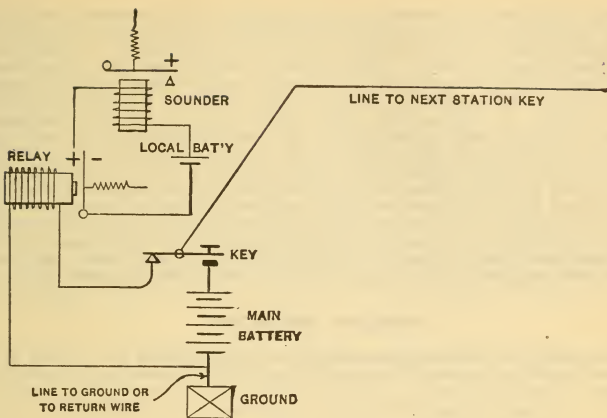 +
SOUNDER
LINE TO NEXT STATION KEY
LOCAL BAT'Y
RELAY
+ -
KEY
MAIN
BATTERY
LINE TO GROUND OR
TO RETURN WIRE
GROUND